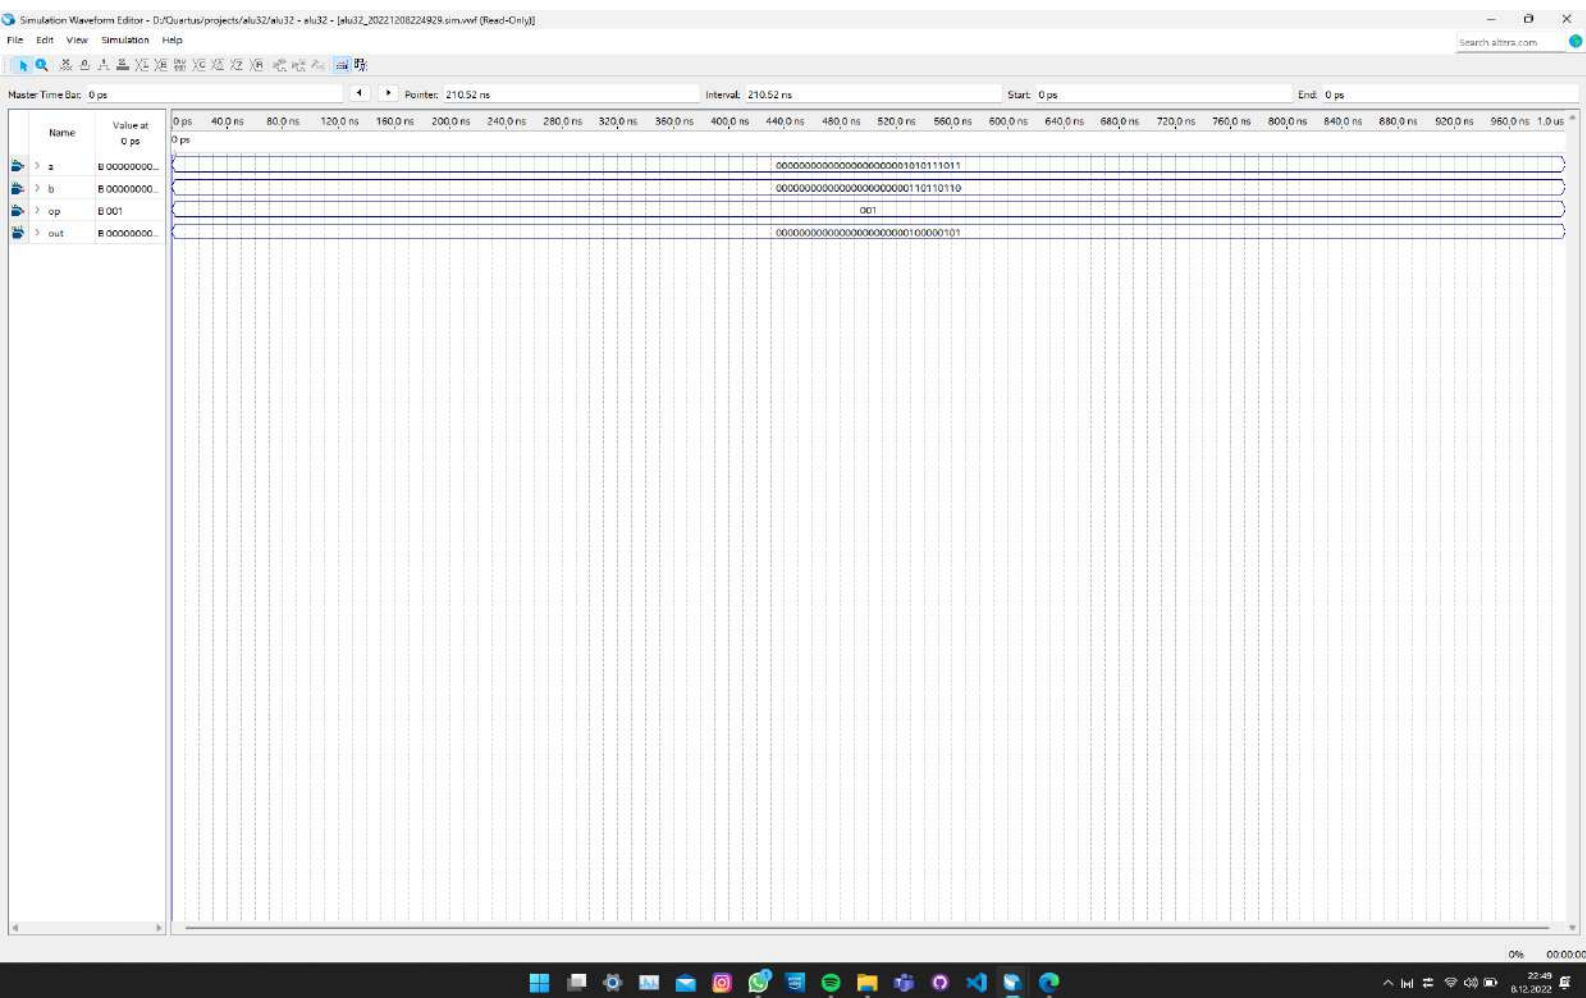 Simulation Waveform Editor - D:/Quartus/projects/alu32/alu32 - alu32 - [alu32_20221208224929.sim.vwf (Read-Only)]
File Edit View Simulation Help
Search altera.com
Master Time Bar: 0 ps
Pointer: 210.52 ns
Interval: 210.52 ns
Start: 0 ps
End: 0 ps
Name
Value at
0 ps
0 ps 40.0 ns 80.0 ns 120.0 ns 160.0 ns 200.0 ns 240.0 ns 280.0 ns 320.0 ns 360.0 ns 400.0 ns 440.0 ns 480.0 ns 520.0 ns 560.0 ns 600.0 ns 640.0 ns 680.0 ns 720.0 ns 760.0 ns 800.0 ns 840.0 ns 880.0 ns 920.0 ns 960.0 ns 1.0 us
0 ps
a B 00000000... 00000000000000000000001010111011
b B 00000000... 00000000000000000000000110110110
op B 001 001
out B 00000000... 00000000000000000000000100000101
0% 00:00:00
22:49
8.12.2022